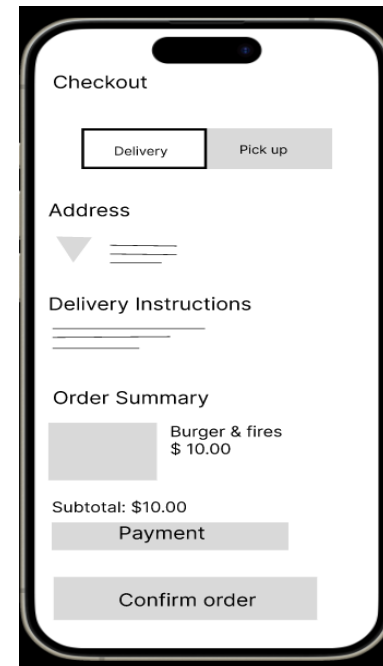 Checkout
Delivery Pick up
Address
Delivery Instructions
Order Summary
Burger & fires
$ 10.00
Subtotal: $10.00
Payment
Confirm order